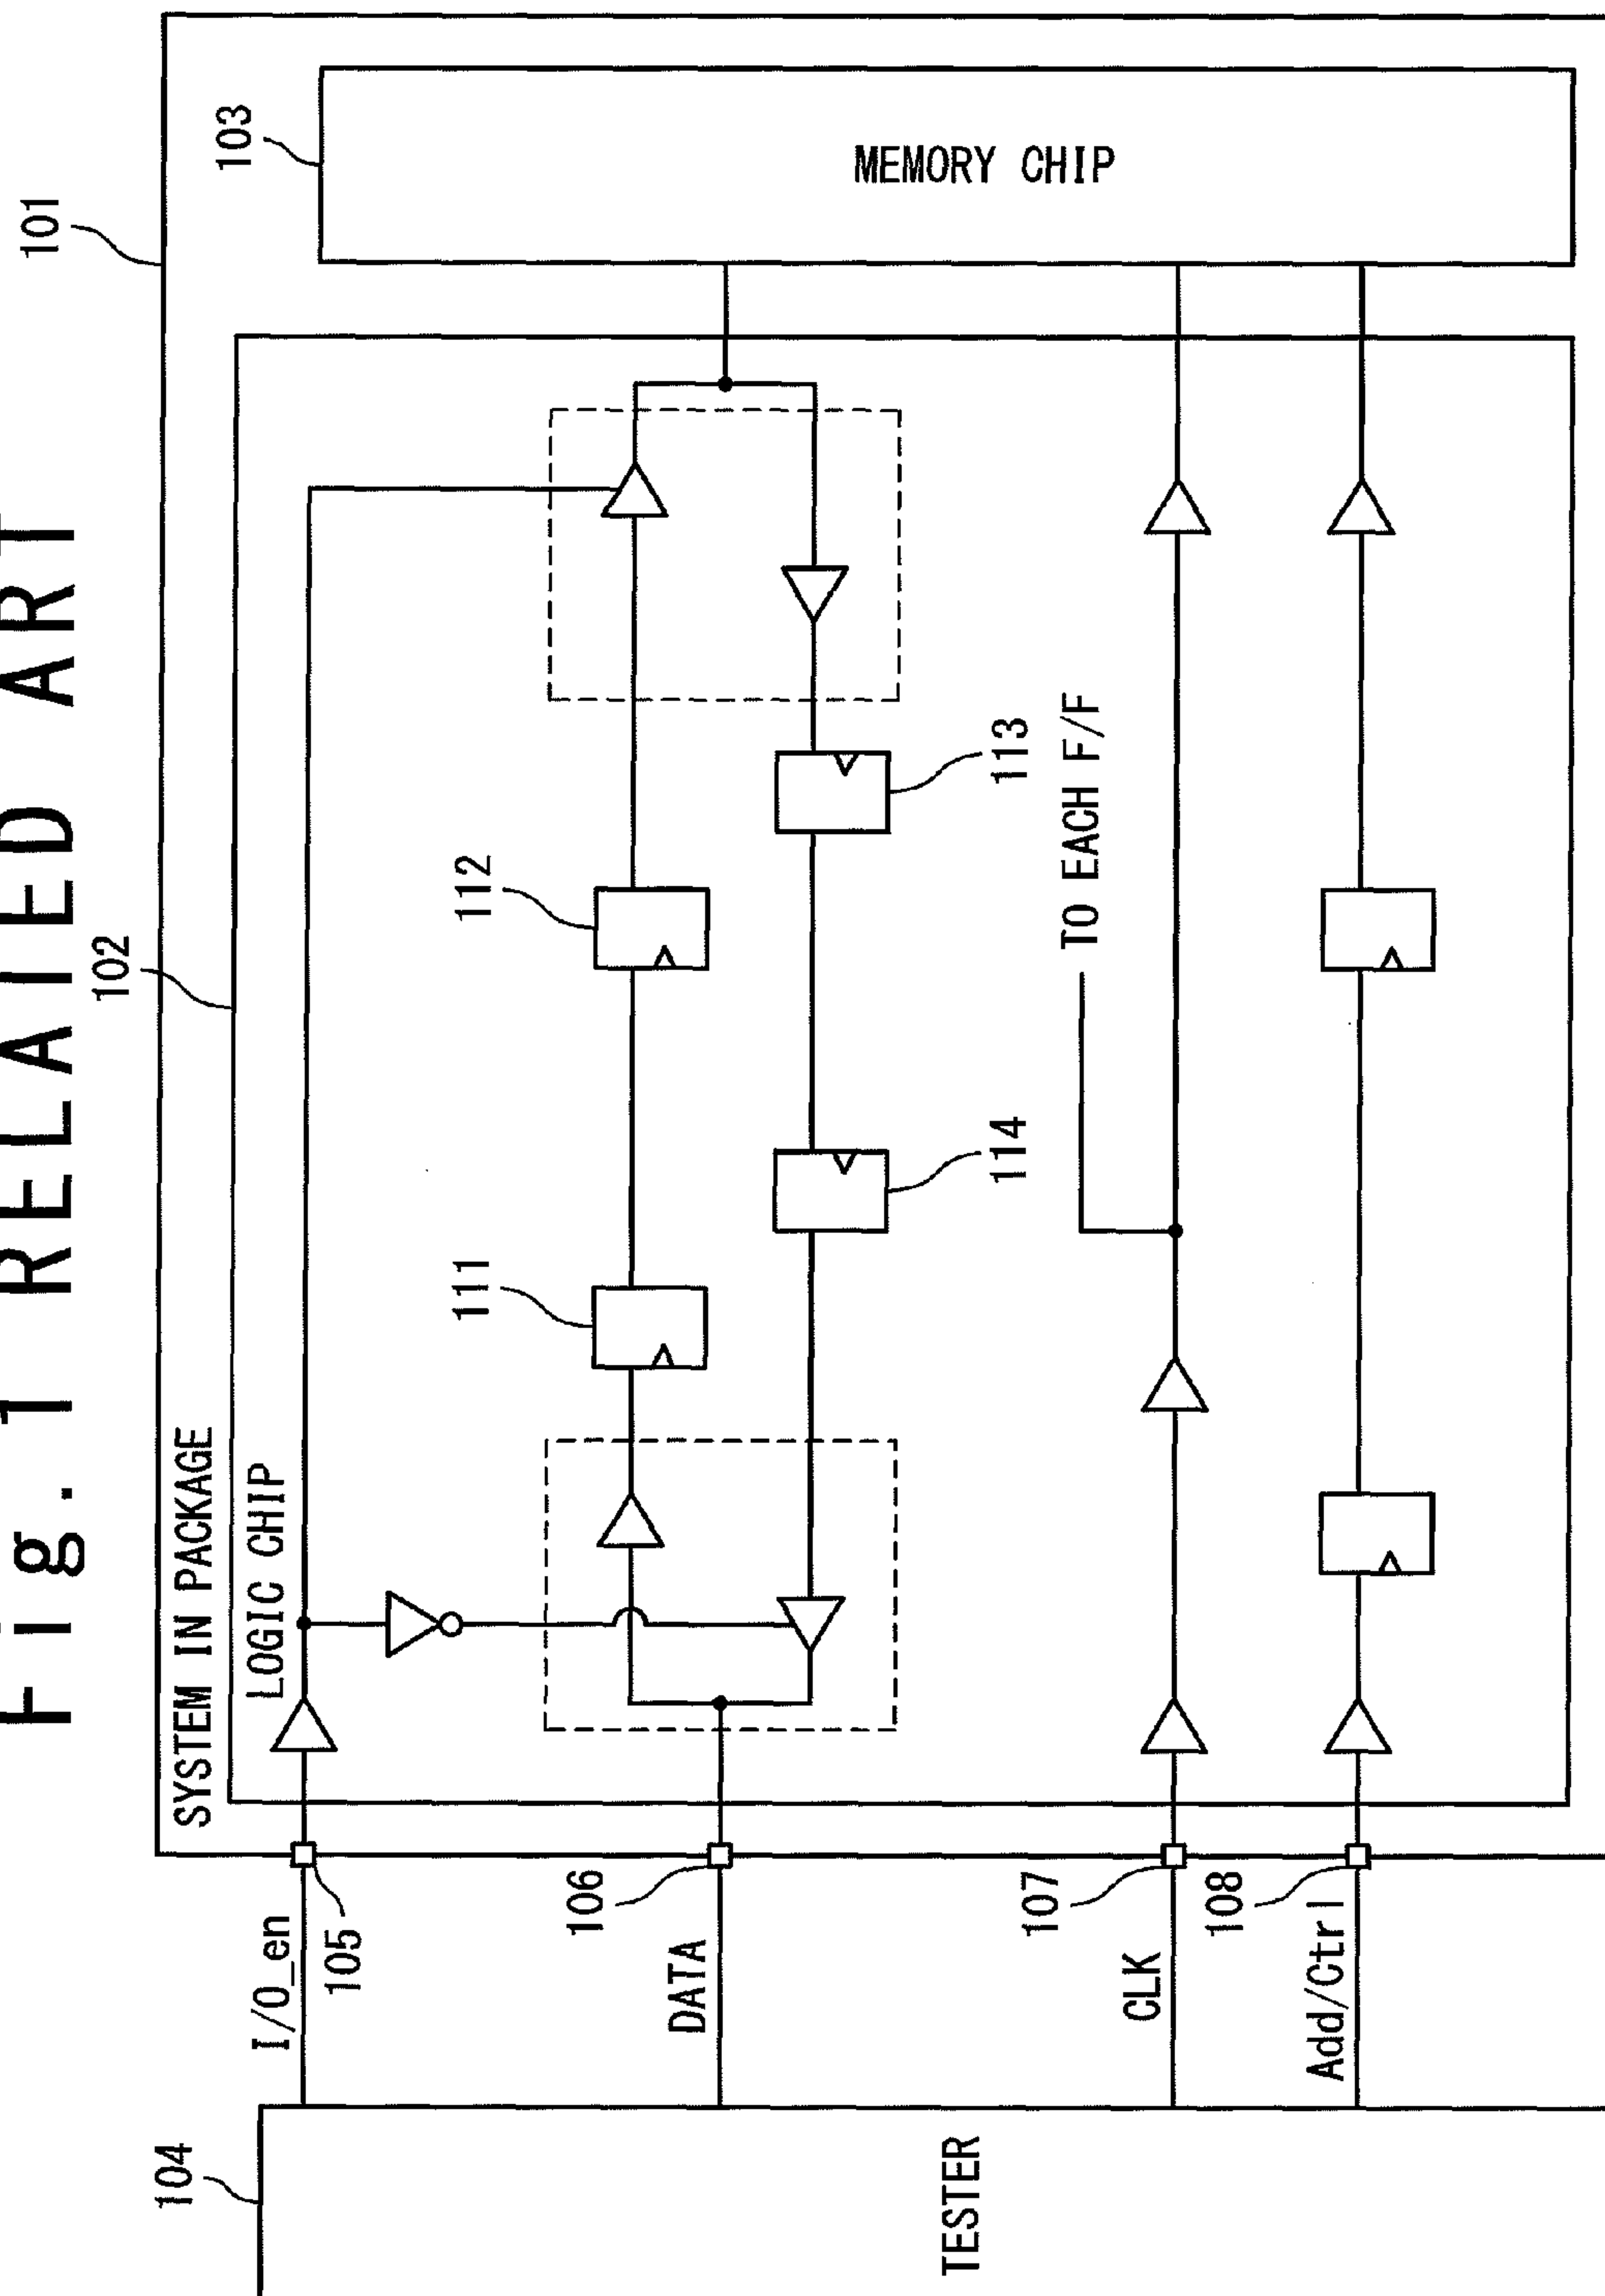 Fig. 1 RELATED ART
101
102
103
SYSTEM IN PACKAGE
LOGIC CHIP
MEMORY CHIP
104
I/O_en
105
111
112
106
DATA
114
113
TO EACH F/F
107
CLK
108
Add/Ctrl
TESTER